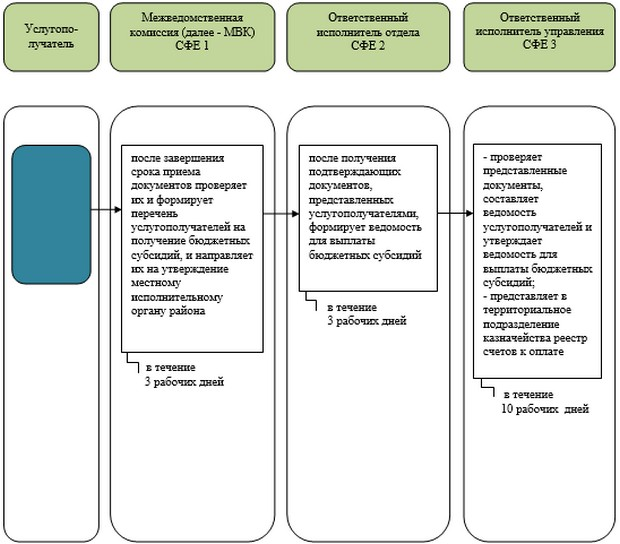 Услугопо-
лучатель
Межведомственная
комиссия (далее - МВК)
СФЕ 1
Ответственный
исполнитель отдела
СФЕ 2
Ответственный
исполнитель управления
СФЕ 3
после завершения
срока приема
документов проверяет
их и формирует
перечень
услугополучателей на
получение бюджетных
субсидий, и направляет
их на утверждение
местному
исполнительному
органу района
в течение
3 рабочих дней
после получения
подтверждающих
документов,
представленных
услугополучателями,
формирует ведомость
для выплаты
бюджетных субсидий
в течение
3 рабочих дней
- проверяет
представленные
документы,
составляет
ведомость
услугополучателей и
утверждает
ведомость для
выплаты бюджетных
субсидий;
- представляет в
территориальное
подразделение
казначейства реестр
счетов к оплате
в течение
10 рабочих дней